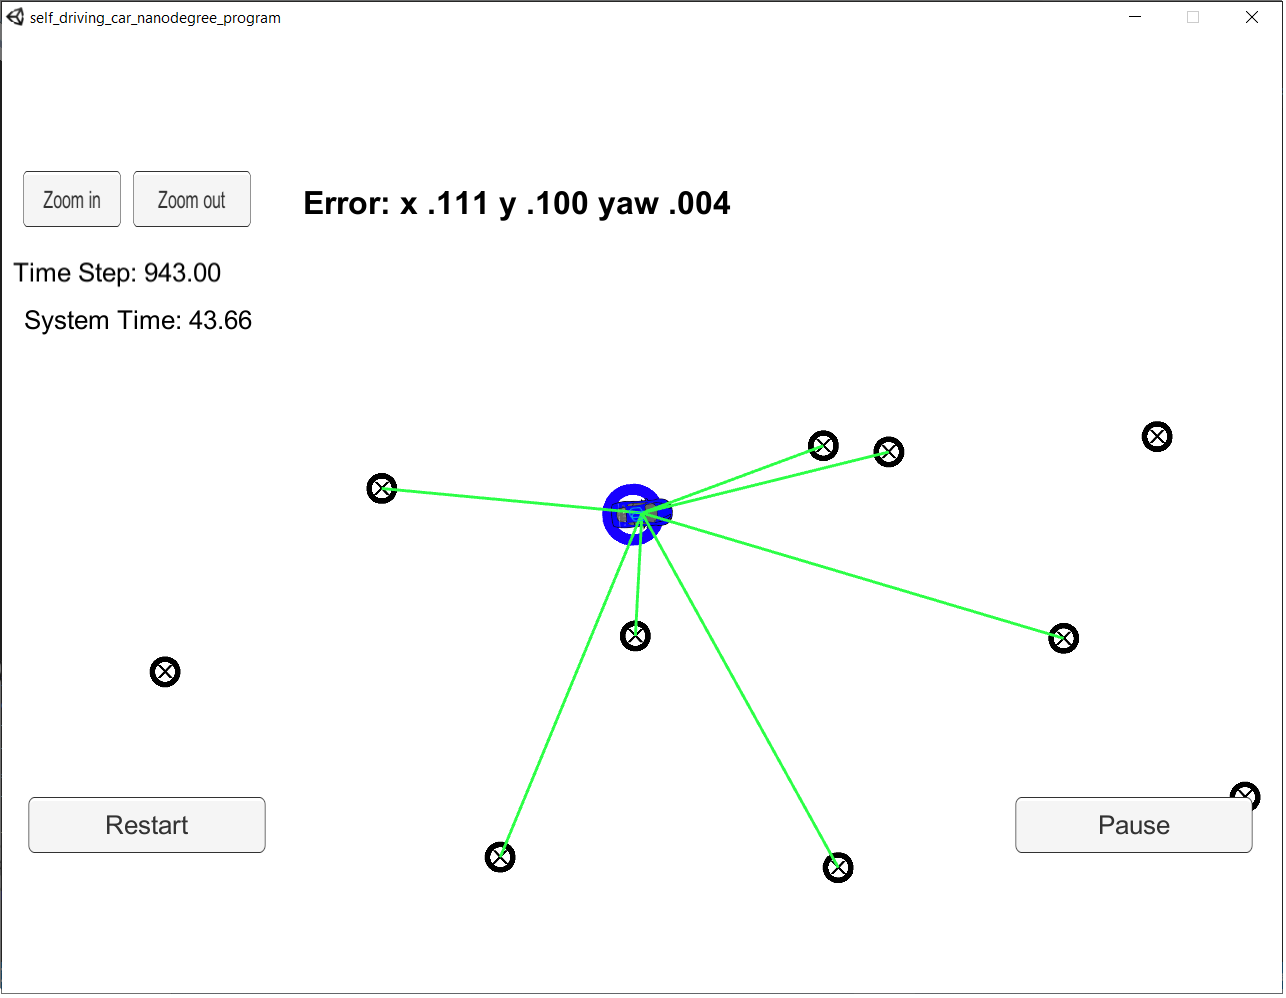 self_driving_car_nanodegree_program
Zoom in
Zoom out
Error: x .111 y .100 yaw .004
Time Step: 943.00
System Time: 43.66
Restart
Pause